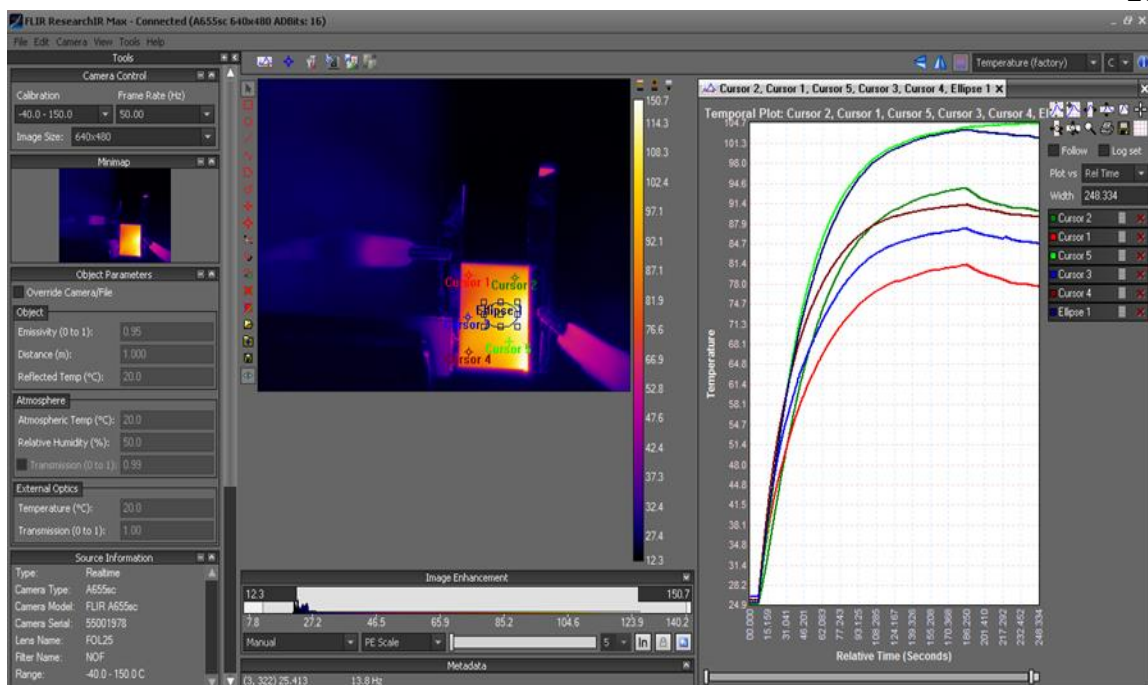 FLIR ResearchIR Max - Connected (A655sc 640x480 ADBits: 16)
File Edit Camera View Tools Help
Tools
Camera Control
Calibration Frame Rate (Hz)
-40.0 - 150.0 50.00
Image Size: 640x480
Minimap
Object Parameters
Override Camera/File
Object
Emissivity (0 to 1): 0.95
Distance (m): 1.000
Reflected Temp (°C): 20.0
Atmosphere
Atmospheric Temp (°C): 20.0
Relative Humidity (%): 50.0
Transmission (0 to 1): 0.99
External Optics
Temperature (°C): 20.0
Transmission (0 to 1): 1.00
Source Information
Type: Realtime
Camera Type: A655sc
Camera Model: FLIR A655sc
Camera Serial: 55001978
Lens Name: FOL25
Filter Name: NOF
Range: -40.0 - 150.0 C
Cursor 1
Cursor 2
Ellipse 1
Cursor 3
Cursor 5
Cursor 4
150.7
114.3
108.3
102.4
97.1
92.1
87.1
81.9
76.6
66.9
52.8
47.6
42.4
37.3
32.4
27.4
12.3
Image Enhancement
12.3 150.7
7.8 27.2 46.5 65.9 85.2 104.6 123.9 140.2
Manual PE Scale 5 In
Metadata
(3, 322) 25.413 13.8 Hz
Temperature (factory) C
Cursor 2, Cursor 1, Cursor 5, Cursor 3, Cursor 4, Ellipse 1
Temporal Plot: Cursor 2, Cursor 1, Cursor 5, Cursor 3, Cursor 4, El
104.7
101.3
98.0
94.6
91.4
87.9
84.7
81.4
78.0
74.7
71.3
68.1
64.8
61.4
58.1
54.7
51.4
48.0
44.8
41.5
38.1
34.8
31.4
28.2
24.9
Temperature
00.000 15.159 31.041 46.201 62.083 77.243 93.125 108.285 124.167 139.326 155.208 170.368 186.250 201.410 217.292 232.452 248.334
Relative Time (Seconds)
Follow Log set
Plot vs Rel Time
Width 248.334
Cursor 2
Cursor 1
Cursor 5
Cursor 3
Cursor 4
Ellipse 1